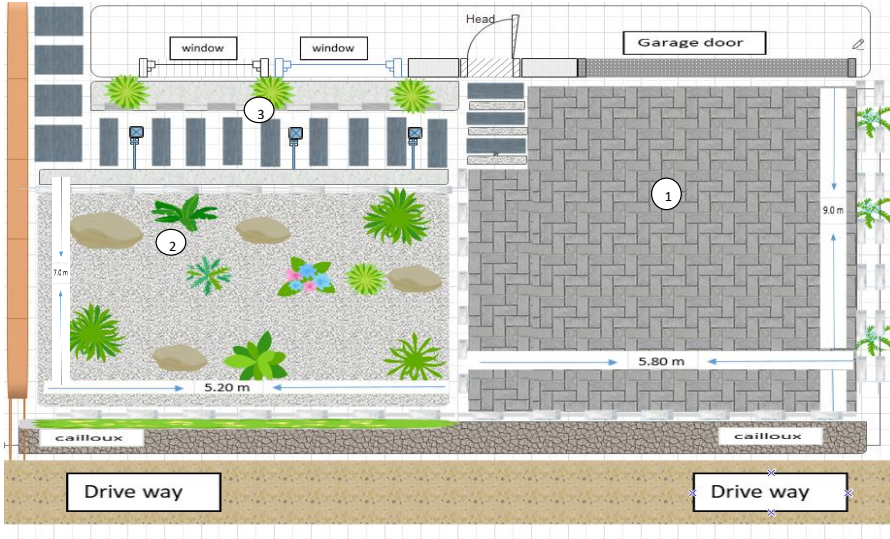 Head
window
window
Garage door
3
1
9.0 m
2
7.0 m
5.80 m
5.20 m
cailloux
cailloux
Drive way
Drive way